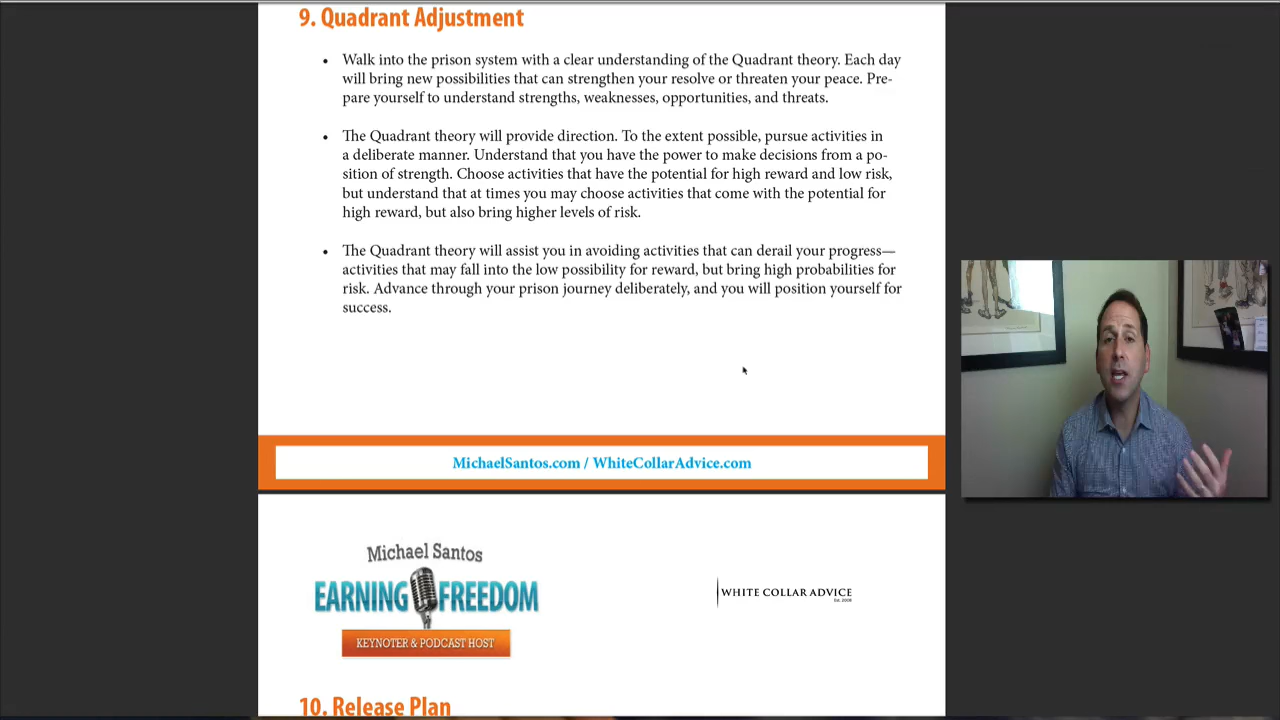 9. Quadrant Adjustment
• Walk into the prison system with a clear understanding of the Quadrant theory. Each day
will bring new possibilities that can strengthen your resolve or threaten your peace. Pre-
pare yourself to understand strengths, weaknesses, opportunities, and threats.
• The Quadrant theory will provide direction. To the extent possible, pursue activities in
a deliberate manner. Understand that you have the power to make decisions from a po-
sition of strength. Choose activities that have the potential for high reward and low risk,
but understand that at times you may choose activities that come with the potential for
high reward, but also bring higher levels of risk.
• The Quadrant theory will assist you in avoiding activities that can derail your progress—
activities that may fall into the low possibility for reward, but bring high probabilities for
risk. Advance through your prison journey deliberately, and you will position yourself for
success.
MichaelSantos.com / WhiteCollarAdvice.com
Michael Santos
EARNING FREEDOM
KEYNOTER & PODCAST HOST
WHITE COLLAR ADVICE
Est. 2008
10. Release Plan